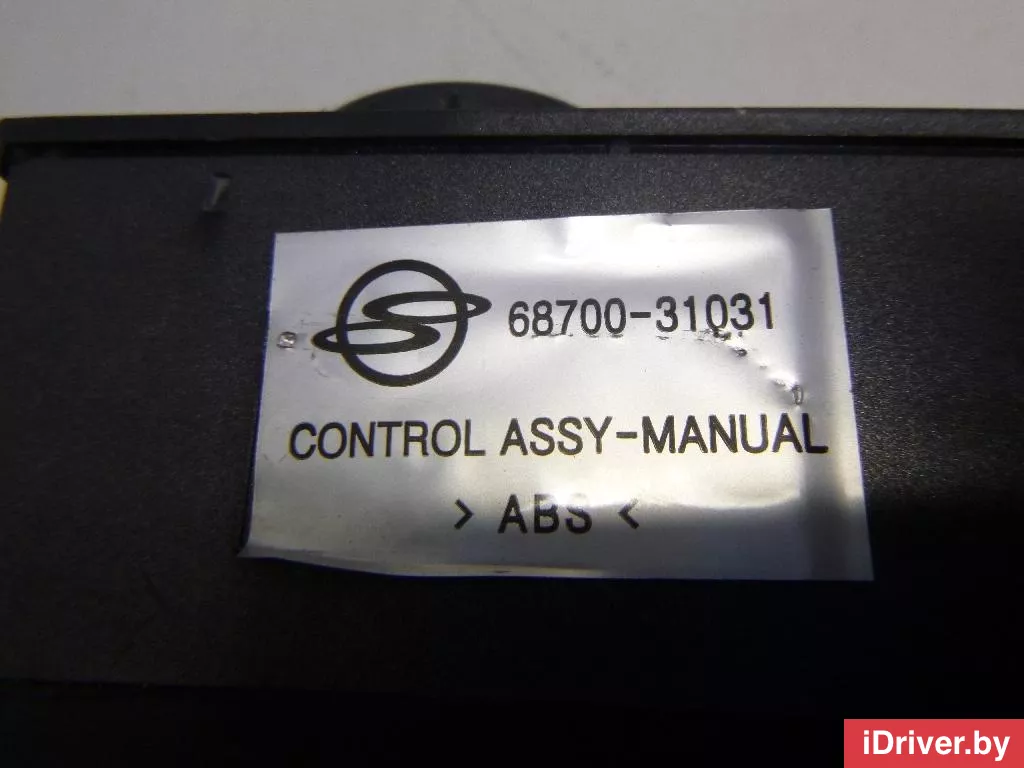 68700-31031
CONTROL ASSY-MANUAL
> ABS <
iDriver.by